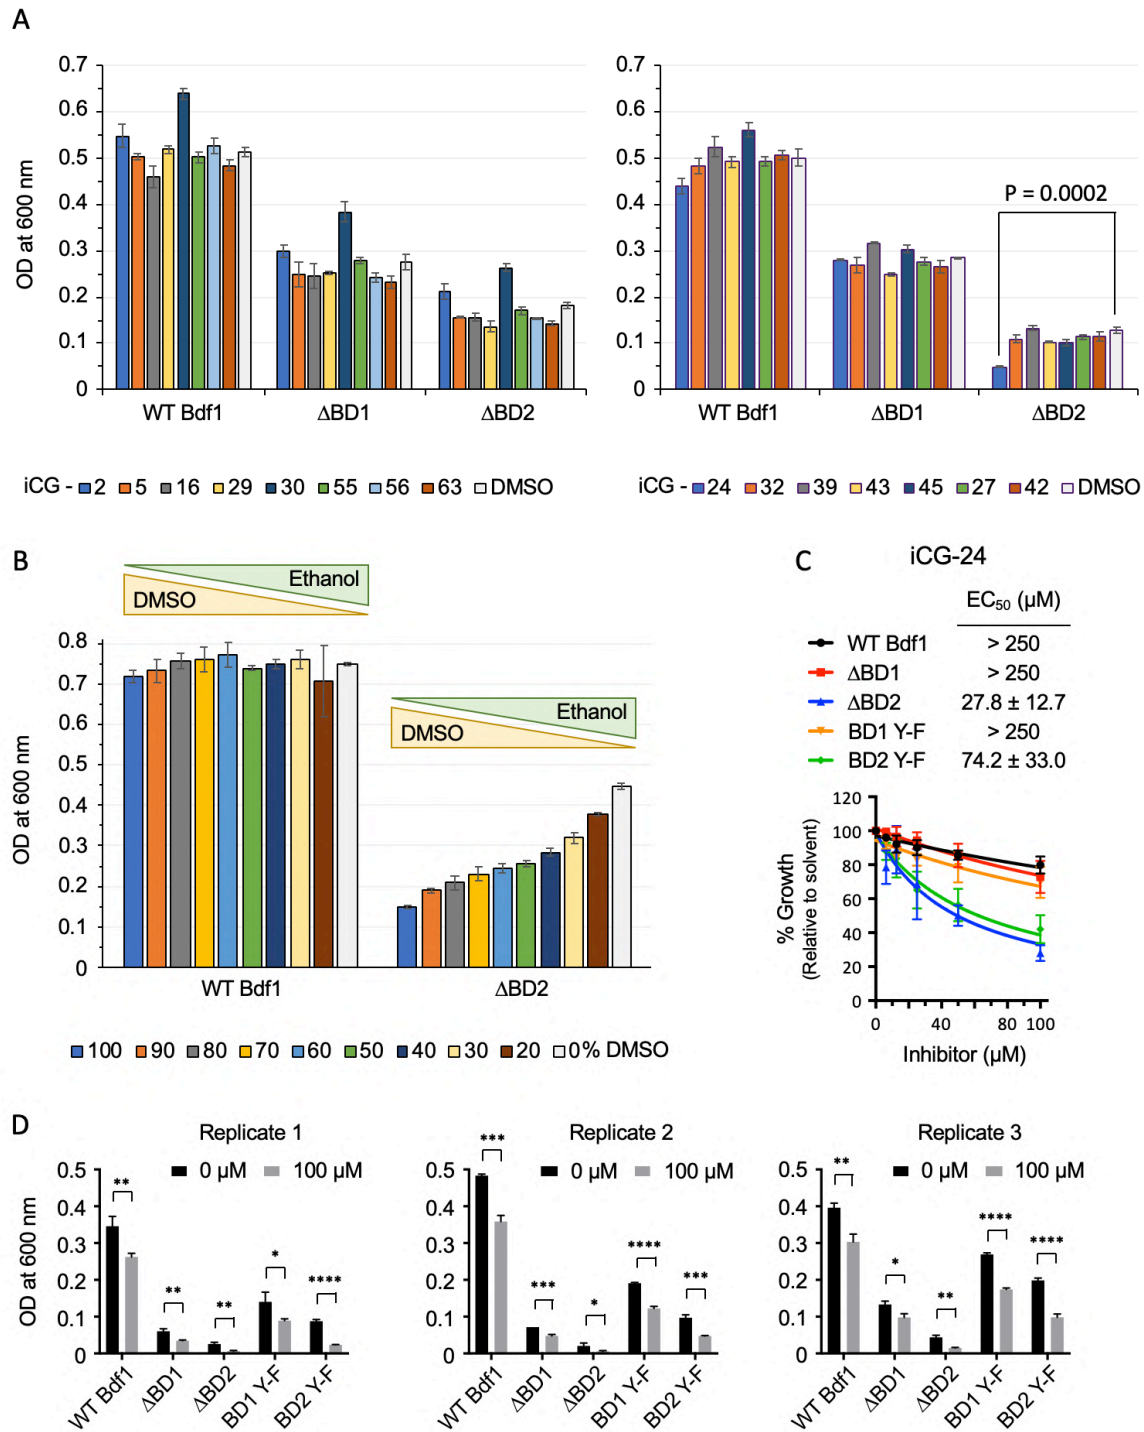 A
0.7
0.6
0.5
0.4
0.3
0.2
0.1
0
OD at 600 nm
WT Bdf1 ΔBD1 ΔBD2
iCG - 2 5 16 29 30 55 56 63 DMSO
0.7
0.6
0.5
0.4
0.3
0.2
0.1
0
P = 0.0002
WT Bdf1 ΔBD1 ΔBD2
iCG - 24 32 39 43 45 27 42 DMSO
B
Ethanol
DMSO
Ethanol
DMSO
0.8
0.7
0.6
0.5
0.4
0.3
0.2
0.1
0
OD at 600 nm
WT Bdf1 ΔBD2
100 90 80 70 60 50 40 30 20 0% DMSO
C
iCG-24
EC₅₀ (µM)
WT Bdf1 > 250
ΔBD1 > 250
ΔBD2 27.8 ± 12.7
BD1 Y-F > 250
BD2 Y-F 74.2 ± 33.0
120
100
80
60
40
20
0
% Growth
(Relative to solvent)
0 40 80 100
Inhibitor (µM)
D
Replicate 1
0 µM 100 µM
0.5
0.4
0.3
0.2
0.1
0
OD at 600 nm
** ** ** * ****
WT Bdf1 ΔBD1 ΔBD2 BD1 Y-F BD2 Y-F
Replicate 2
0 µM 100 µM
0.5
0.4
0.3
0.2
0.1
0
*** *** * **** ***
WT Bdf1 ΔBD1 ΔBD2 BD1 Y-F BD2 Y-F
Replicate 3
0 µM 100 µM
0.5
0.4
0.3
0.2
0.1
0
** * ** **** ****
WT Bdf1 ΔBD1 ΔBD2 BD1 Y-F BD2 Y-F